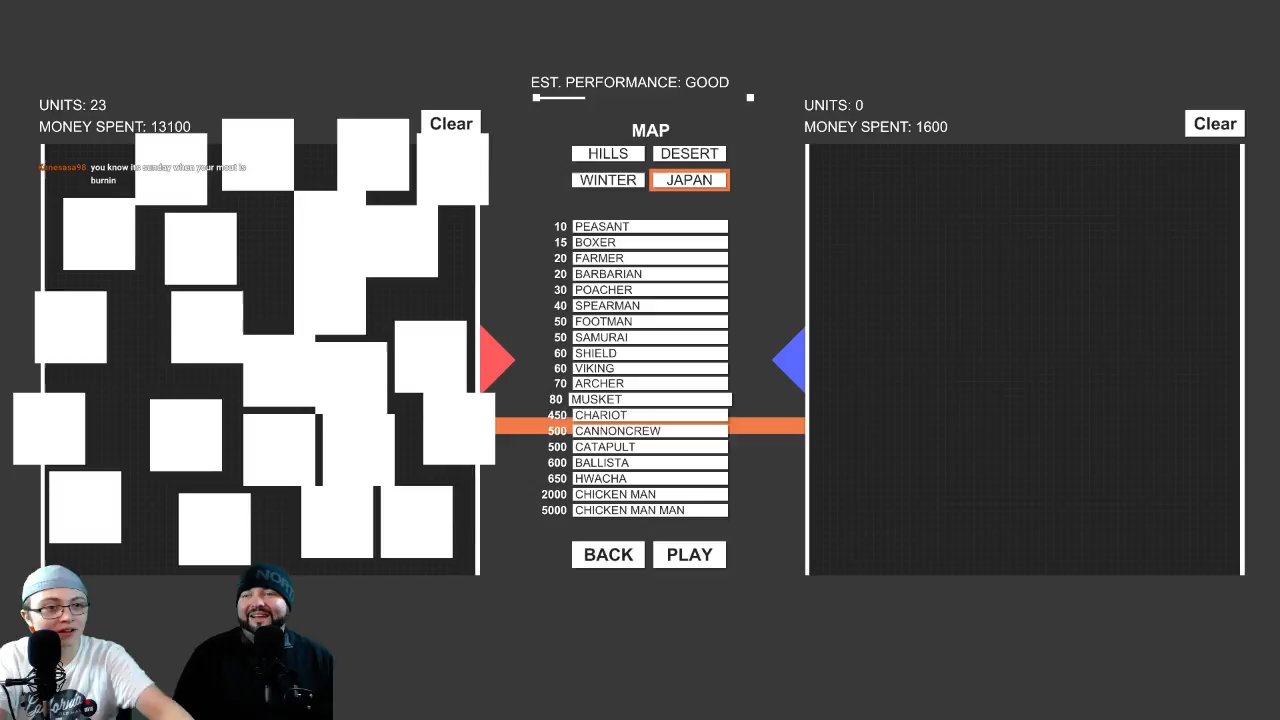 EST. PERFORMANCE: GOOD
UNITS: 23
MONEY SPENT: 13100
Clear
UNITS: 0
MONEY SPENT: 1600
Clear
you know its sunday when your mout is
burnin
MAP
HILLS
DESERT
WINTER
JAPAN
10 PEASANT
15 BOXER
20 FARMER
20 BARBARIAN
30 POACHER
40 SPEARMAN
50 FOOTMAN
50 SAMURAI
60 SHIELD
60 VIKING
70 ARCHER
80 MUSKET
450 CHARIOT
500 CANNONCREW
500 CATAPULT
600 BALLISTA
650 HWACHA
2000 CHICKEN MAN
5000 CHICKEN MAN MAN
BACK
PLAY
NORT
California